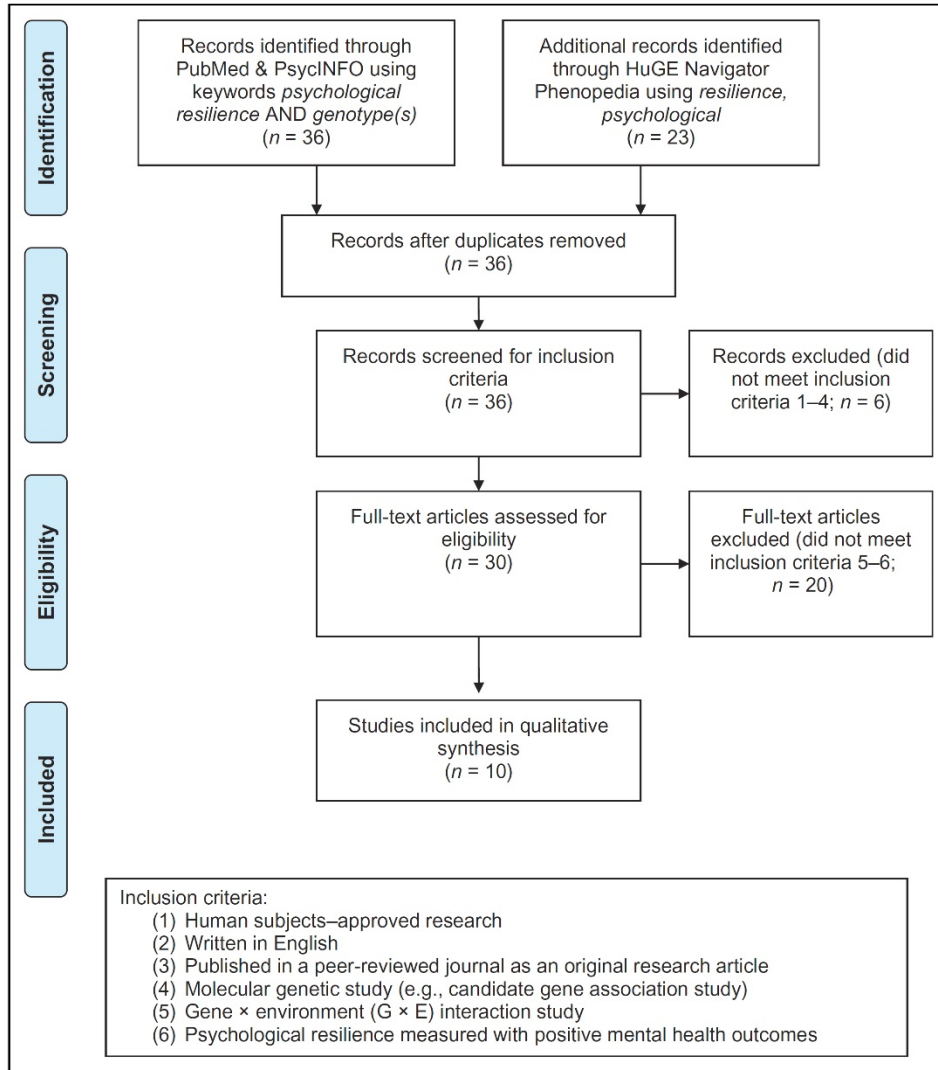 Identification
Records identified through
PubMed & PsycINFO using
keywords psychological
resilience AND genotype(s)
(n = 36)
Additional records identified
through HuGE Navigator
Phenopedia using resilience,
psychological
(n = 23)
Records after duplicates removed
(n = 36)
Screening
Records screened for inclusion
criteria
(n = 36)
Records excluded (did
not meet inclusion
criteria 1–4; n = 6)
Eligibility
Full-text articles assessed for
eligibility
(n = 30)
Full-text articles
excluded (did not meet
inclusion criteria 5–6;
n = 20)
Included
Studies included in qualitative
synthesis
(n = 10)
Inclusion criteria:
(1) Human subjects–approved research
(2) Written in English
(3) Published in a peer-reviewed journal as an original research article
(4) Molecular genetic study (e.g., candidate gene association study)
(5) Gene × environment (G × E) interaction study
(6) Psychological resilience measured with positive mental health outcomes